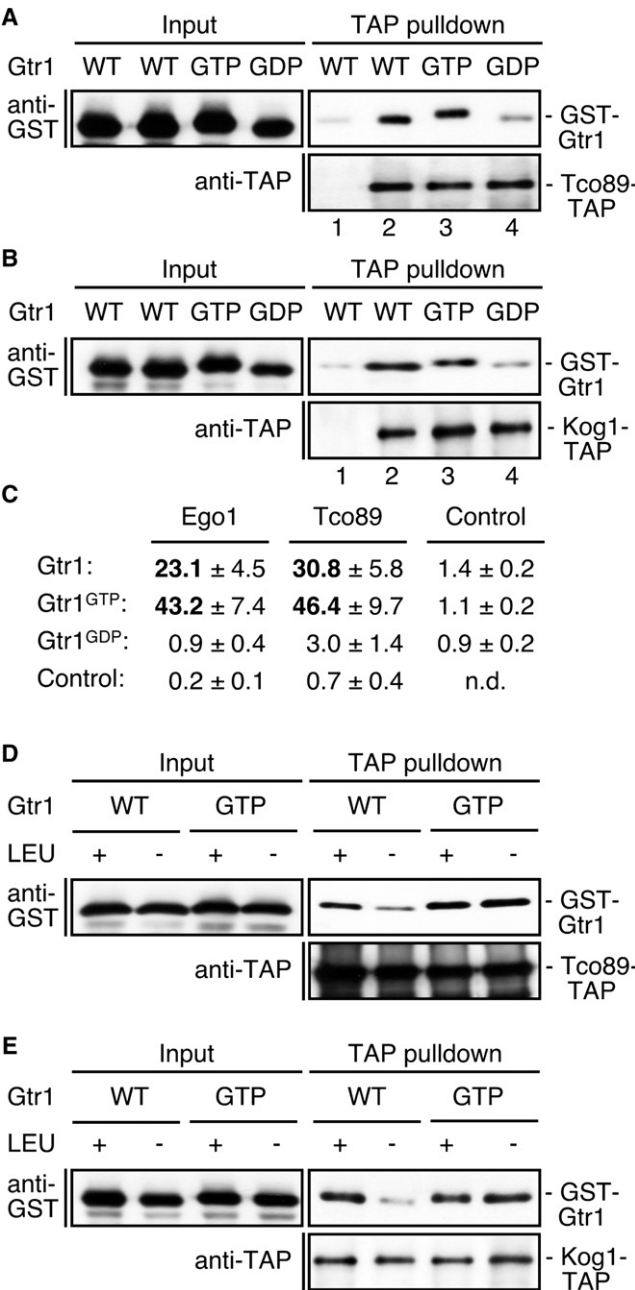 A
Input TAP pulldown
Gtr1 WT WT GTP GDP WT WT GTP GDP
anti-
GST
- GST-
Gtr1
anti-TAP
- Tco89-
TAP
1 2 3 4
B
Input TAP pulldown
Gtr1 WT WT GTP GDP WT WT GTP GDP
anti-
GST
- GST-
Gtr1
anti-TAP
- Kog1-
TAP
1 2 3 4
C
Ego1 Tco89 Control
Gtr1: 23.1 ± 4.5 30.8 ± 5.8 1.4 ± 0.2
Gtr1GTP: 43.2 ± 7.4 46.4 ± 9.7 1.1 ± 0.2
Gtr1GDP: 0.9 ± 0.4 3.0 ± 1.4 0.9 ± 0.2
Control: 0.2 ± 0.1 0.7 ± 0.4 n.d.
D
Input TAP pulldown
Gtr1 WT GTP WT GTP
LEU + - + - + - + -
anti-
GST
- GST-
Gtr1
anti-TAP
- Tco89-
TAP
E
Input TAP pulldown
Gtr1 WT GTP WT GTP
LEU + - + - + - + -
anti-
GST
- GST-
Gtr1
anti-TAP
- Kog1-
TAP